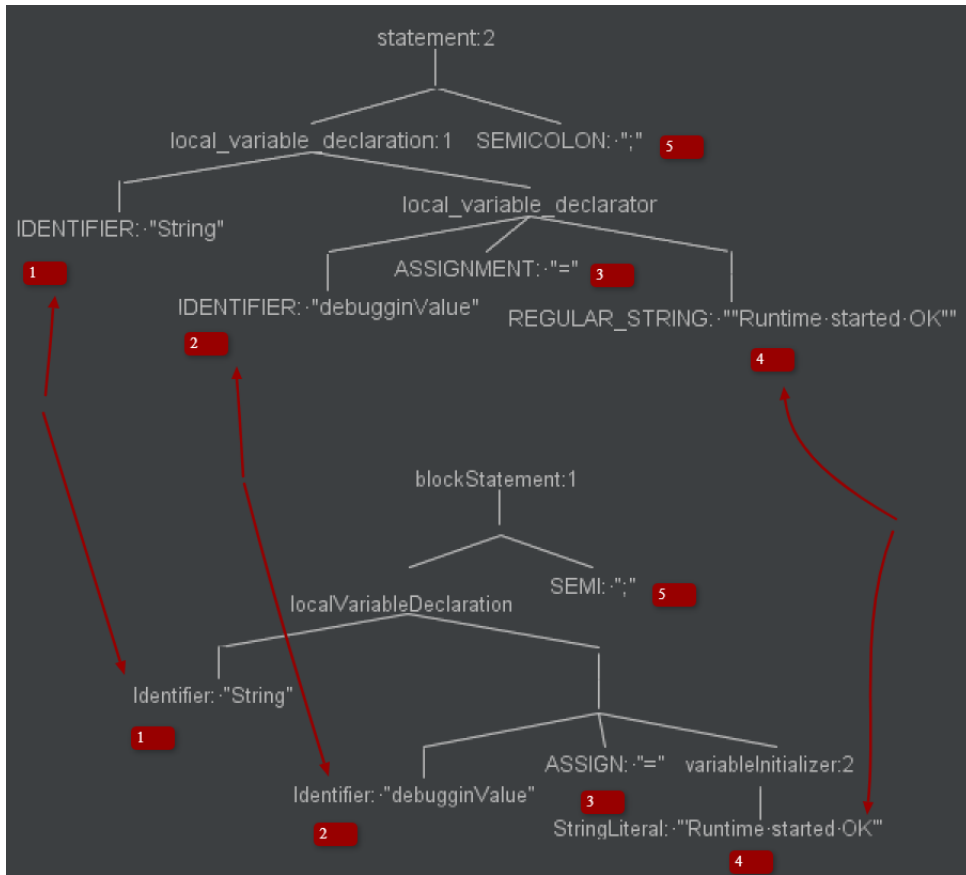 statement:2
local_variable_declaration:1 SEMICOLON:·";" 5
local_variable_declarator
IDENTIFIER:·"String"
1
ASSIGNMENT:·"=" 3
IDENTIFIER:·"debugginValue"
2
REGULAR_STRING:·""Runtime·started·OK""
4
blockStatement:1
SEMI:·";" 5
localVariableDeclaration
Identifier:·"String"
1
ASSIGN:·"=" variableInitializer:2
3
Identifier:·"debugginValue"
2
StringLiteral:·""Runtime·started·OK""
4